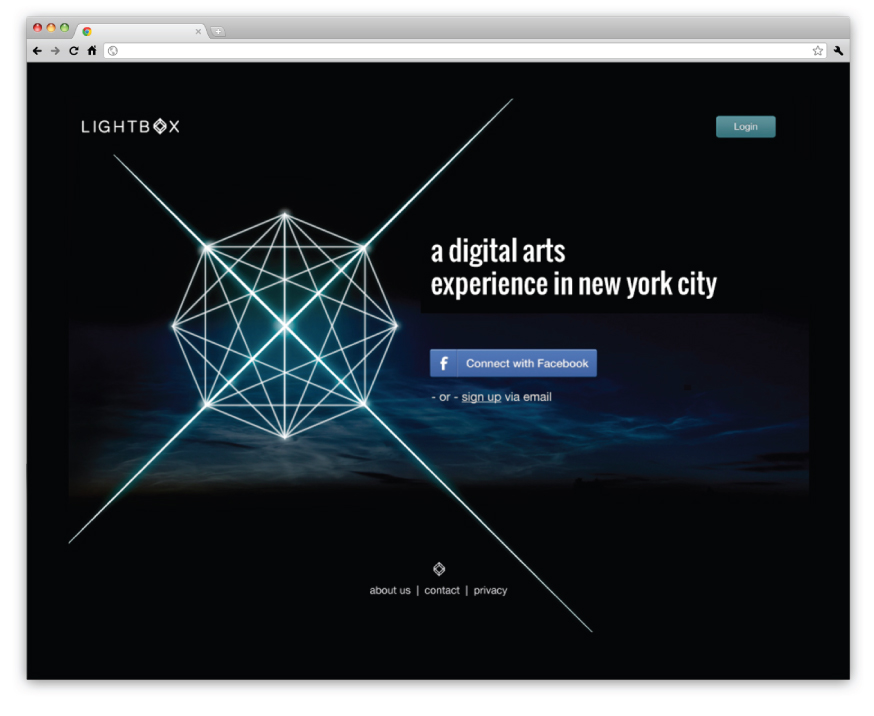 LIGHTBOX
Login
a digital arts
experience in new york city
f Connect with Facebook
- or - sign up via email
about us | contact | privacy